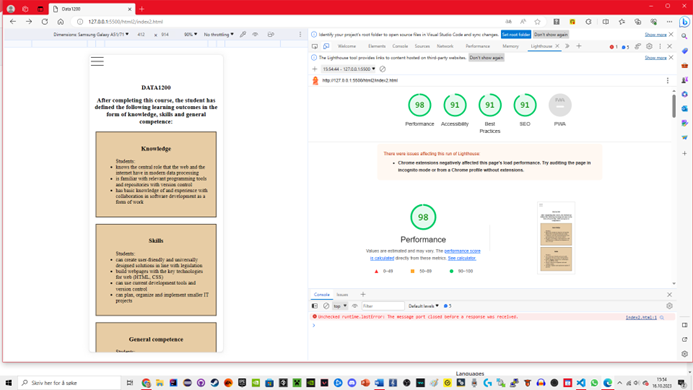 Data1200
127.0.0.1:5500/html2/index2.html
Dimensions: Samsung Galaxy A51/71 412 × 914 90% No throttling
DATA1200
After completing this course, the student has
defined the following learning outcomes in the
form of knowledge, skills and general
competence:
Knowledge
Students:
knows the central role that the web and the
internet have in modern data processing
is familiar with relevant programming tools
and repositories with version control
has basic knowledge of and experience with
collaboration in software development as a
form of work
Skills
Students:
can create user-friendly and universally
designed solutions in line with legislation
build webpages with the key technologies
for web (HTML, CSS)
can use current development tools and
version control
can plan, organize and implement smaller IT
projects
General competence
Students:
Identify your project's root folder to open source files in Visual Studio Code and sync changes. Set root folder Don't show again Show more
Welcome Elements Console Sources Network Performance Memory Lighthouse
The Lighthouse tool provides links to content hosted on third party websites. Don't show again Show more
13:54:44 - 127.0.0.1:5500
http://127.0.0.1:5500/html2/index2.html
98 91 91 91
Performance Accessibility Best Practices SEO PWA
There were issues affecting this run of Lighthouse:
Chrome extensions negatively affected this page's load performance. Try auditing the page in
incognito mode or from a Chrome profile without extensions.
98
Performance
Values are estimated and may vary. The performance score
is calculated directly from these metrics. See calculator.
0–49 50–89 90–100
Console Issues
top Filter Default levels
Unchecked runtime.lastError: The message port closed before a response was received. index2.html:1
Languages
Skriv her for å søke
13:54
16.10.2023